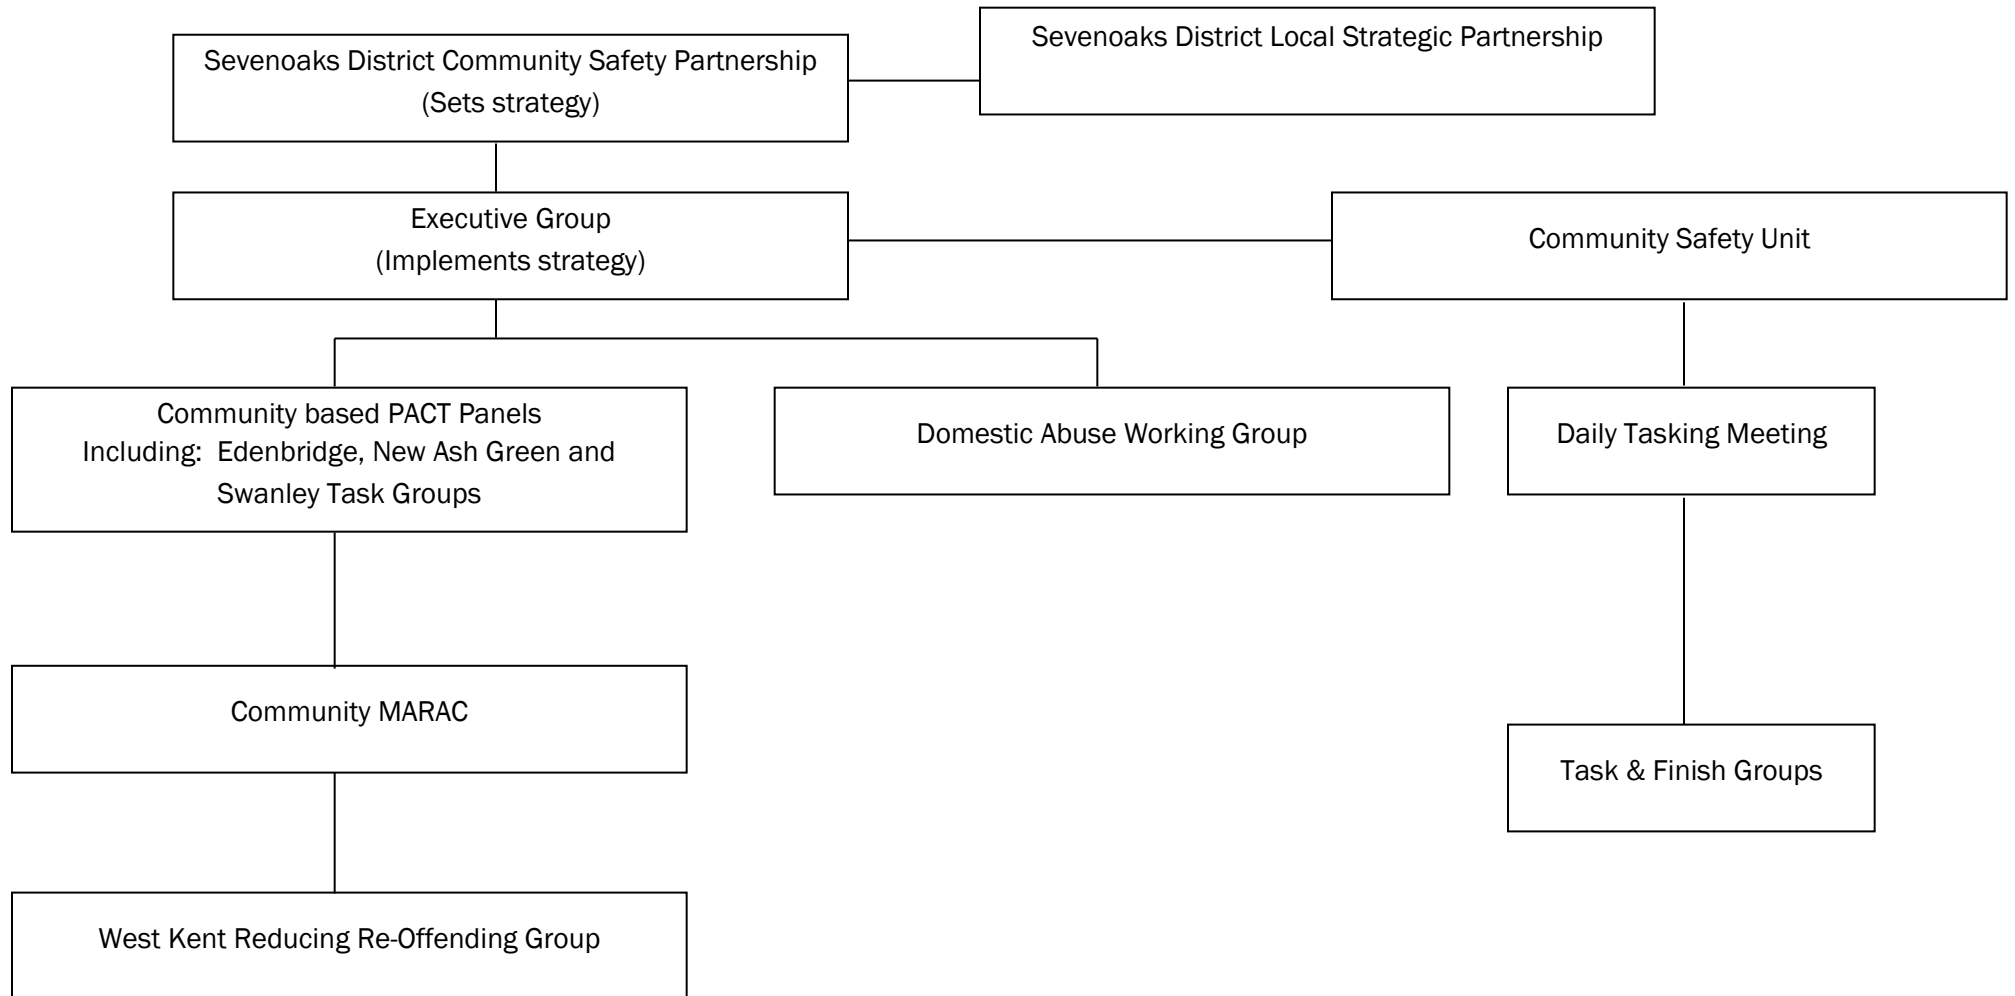 Sevenoaks District Local Strategic Partnership
Sevenoaks District Community Safety Partnership
(Sets strategy)
Executive Group
(Implements strategy)
Community Safety Unit
Community based PACT Panels
Including:  Edenbridge, New Ash Green and
Swanley Task Groups
Domestic Abuse Working Group
Daily Tasking Meeting
Community MARAC
Task & Finish Groups
West Kent Reducing Re-Offending Group